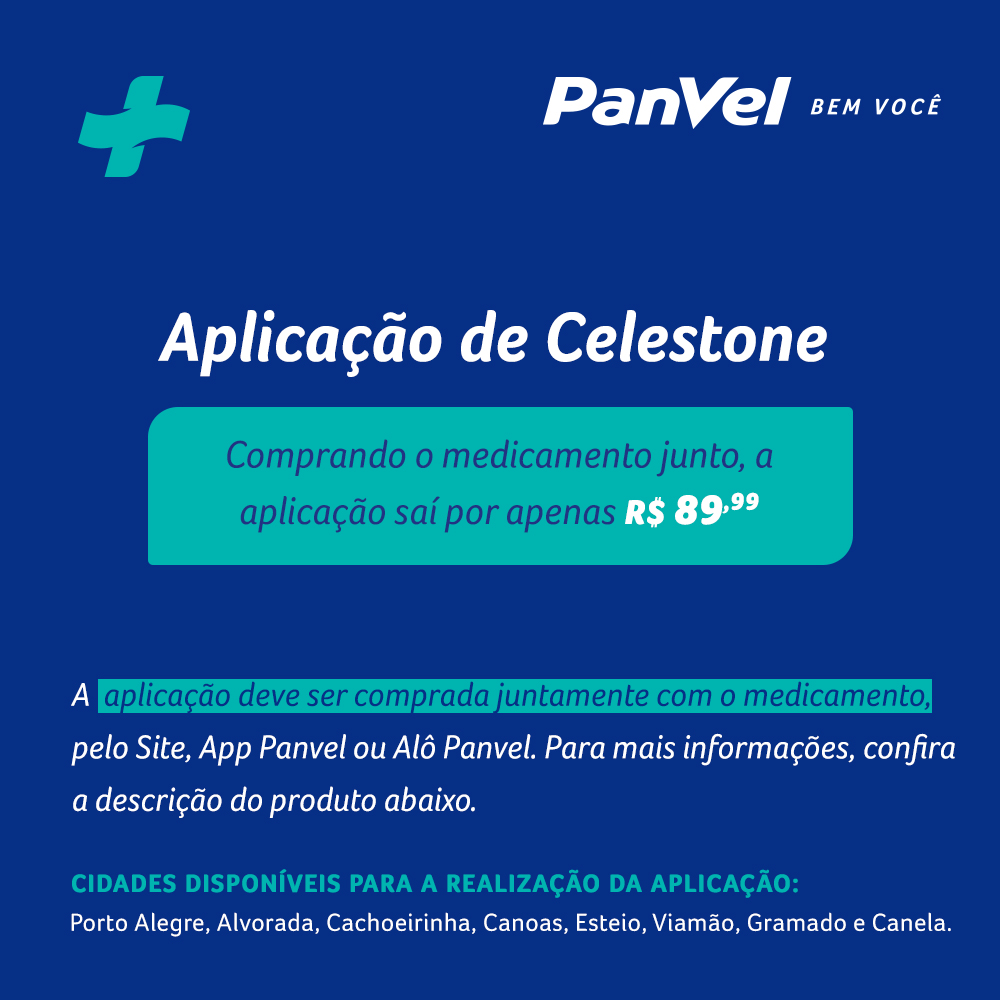 PanVel BEM VOCÊ
Aplicação de Celestone
Comprando o medicamento junto, a
aplicação saí por apenas R$ 89,99
A aplicação deve ser comprada juntamente com o medicamento,
pelo Site, App Panvel ou Alô Panvel. Para mais informações, confira
a descrição do produto abaixo.
CIDADES DISPONÍVEIS PARA A REALIZAÇÃO DA APLICAÇÃO:
Porto Alegre, Alvorada, Cachoeirinha, Canoas, Esteio, Viamão, Gramado e Canela.